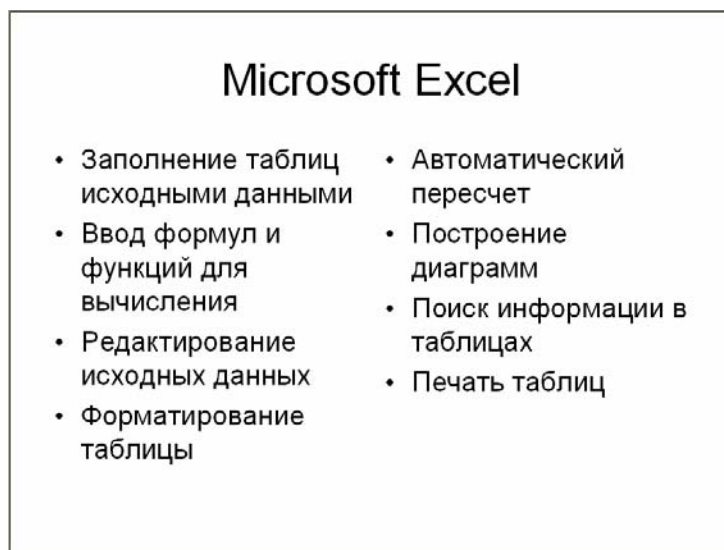 Microsoft Excel
• Заполнение таблиц
исходными данными
• Ввод формул и
функций для
вычисления
• Редактирование
исходных данных
• Форматирование
таблицы
• Автоматический
пересчет
• Построение
диаграмм
• Поиск информации в
таблицах
• Печать таблиц